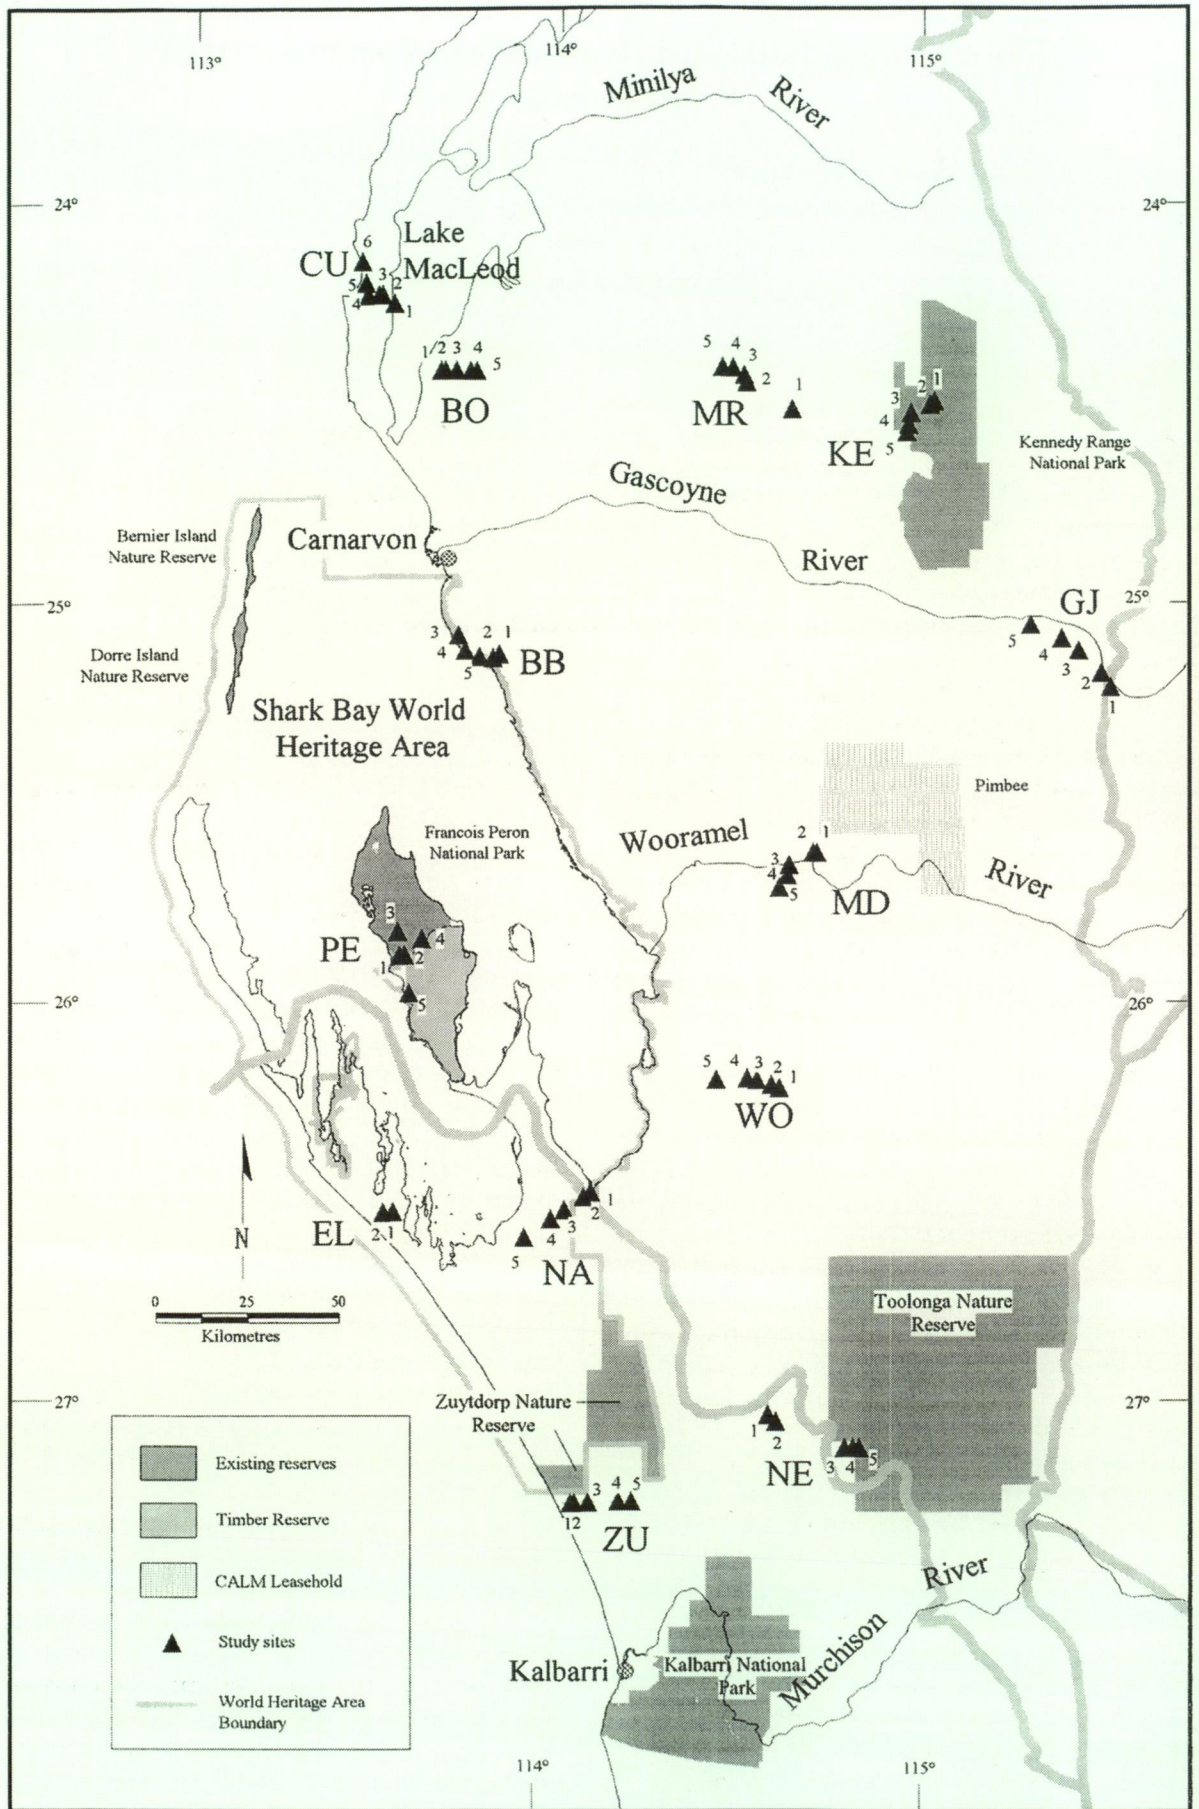 113°
114°
115°
Minilya
River
24°
24°
6
CU
Lake
MacLeod
5
3
2
4
1
1
2 3 4
5
BO
5 4
3
2
1
MR
1
2
3
4
5
KE
Kennedy Range
National Park
Gascoyne
River
Bernier Island
Nature Reserve
Carnarvon
25°
25°
GJ
5
4
3
2
1
3
2 1
4
5
BB
Dorre Island
Nature Reserve
Shark Bay World
Heritage Area
Pimbee
Francois Peron
National Park
Wooramel
River
2 1
3
4
5
MD
3
4
PE
1
2
5
26°
26°
5 4 3 2
1
WO
EL
2 1
1
2
3
4
5
NA
N
0 25 50
Kilometres
Toolonga Nature
Reserve
27°
27°
Zuytdorp Nature
Reserve
1
2
NE
3 4 5
3 4 5
12
ZU
Existing reserves
Timber Reserve
CALM Leasehold
Study sites
World Heritage Area
Boundary
River
Murchison
Kalbarri
Kalbarri National
Park
114°
115°